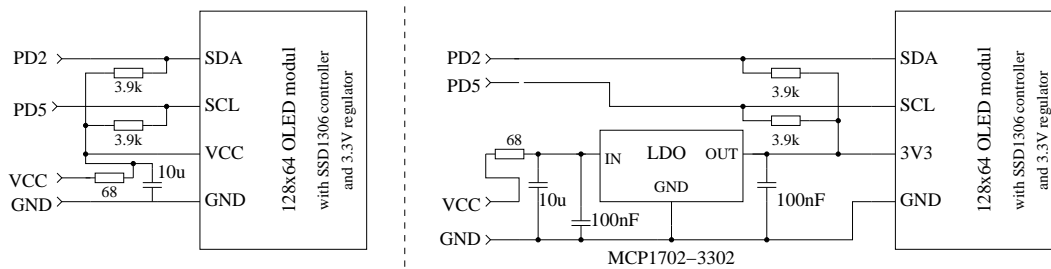 PD2
SDA
3.9k
PD5
SCL
3.9k
VCC
VCC
68
10u
GND
GND
128x64 OLED modul
with SSD1306 controller
and 3.3V regulator
PD2
SDA
3.9k
PD5
SCL
3.9k
68
IN
LDO
OUT
GND
3V3
VCC
10u
100nF
100nF
GND
GND
MCP1702−3302
128x64 OLED modul
with SSD1306 controller
and 3.3V regulator